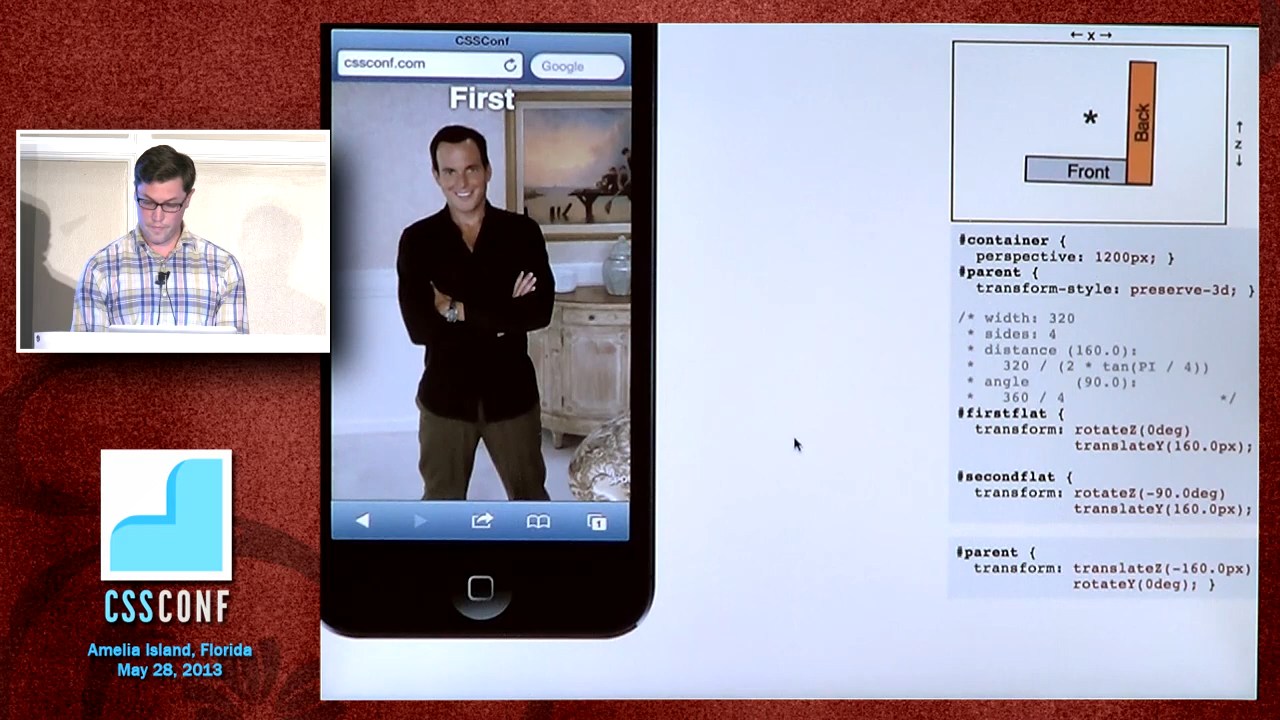 CSSConf
cssconf.com
Google
First
← x →
*
Back
↑ z ↓
Front
#container {
perspective: 1200px; }
#parent {
transform-style: preserve-3d; }
/* width: 320
* sides: 4
* distance (160.0):
* 320 / (2 * tan(PI / 4))
* angle (90.0):
* 360 / 4 */
#firstflat {
transform: rotateZ(0deg)
translateY(160.0px);
#secondflat {
transform: rotateZ(-90.0deg)
translateY(160.0px);
#parent {
transform: translateZ(-160.0px)
rotateY(0deg); }
1
CSSCONF
Amelia Island, Florida
May 28, 2013